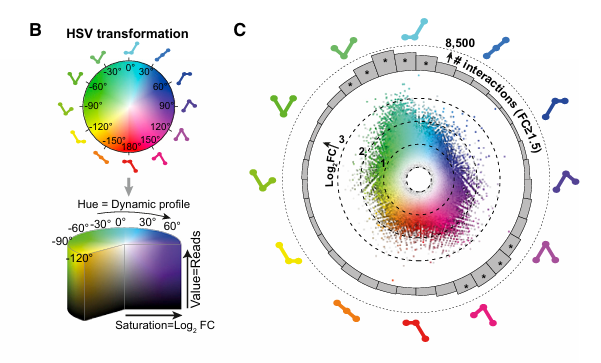 B
HSV transformation
0°
-30°
30°
-60°
60°
-90°
90°
-120°
120°
-150°
150°
180°
Hue = Dynamic profile
-60°
-30°
0°
30°
60°
-90°
-120°
Value=Reads
Saturation=Log2 FC
C
8,500
# interactions (FC≥1.5)
* * * * * * * * *
Log2FC
3
2
1